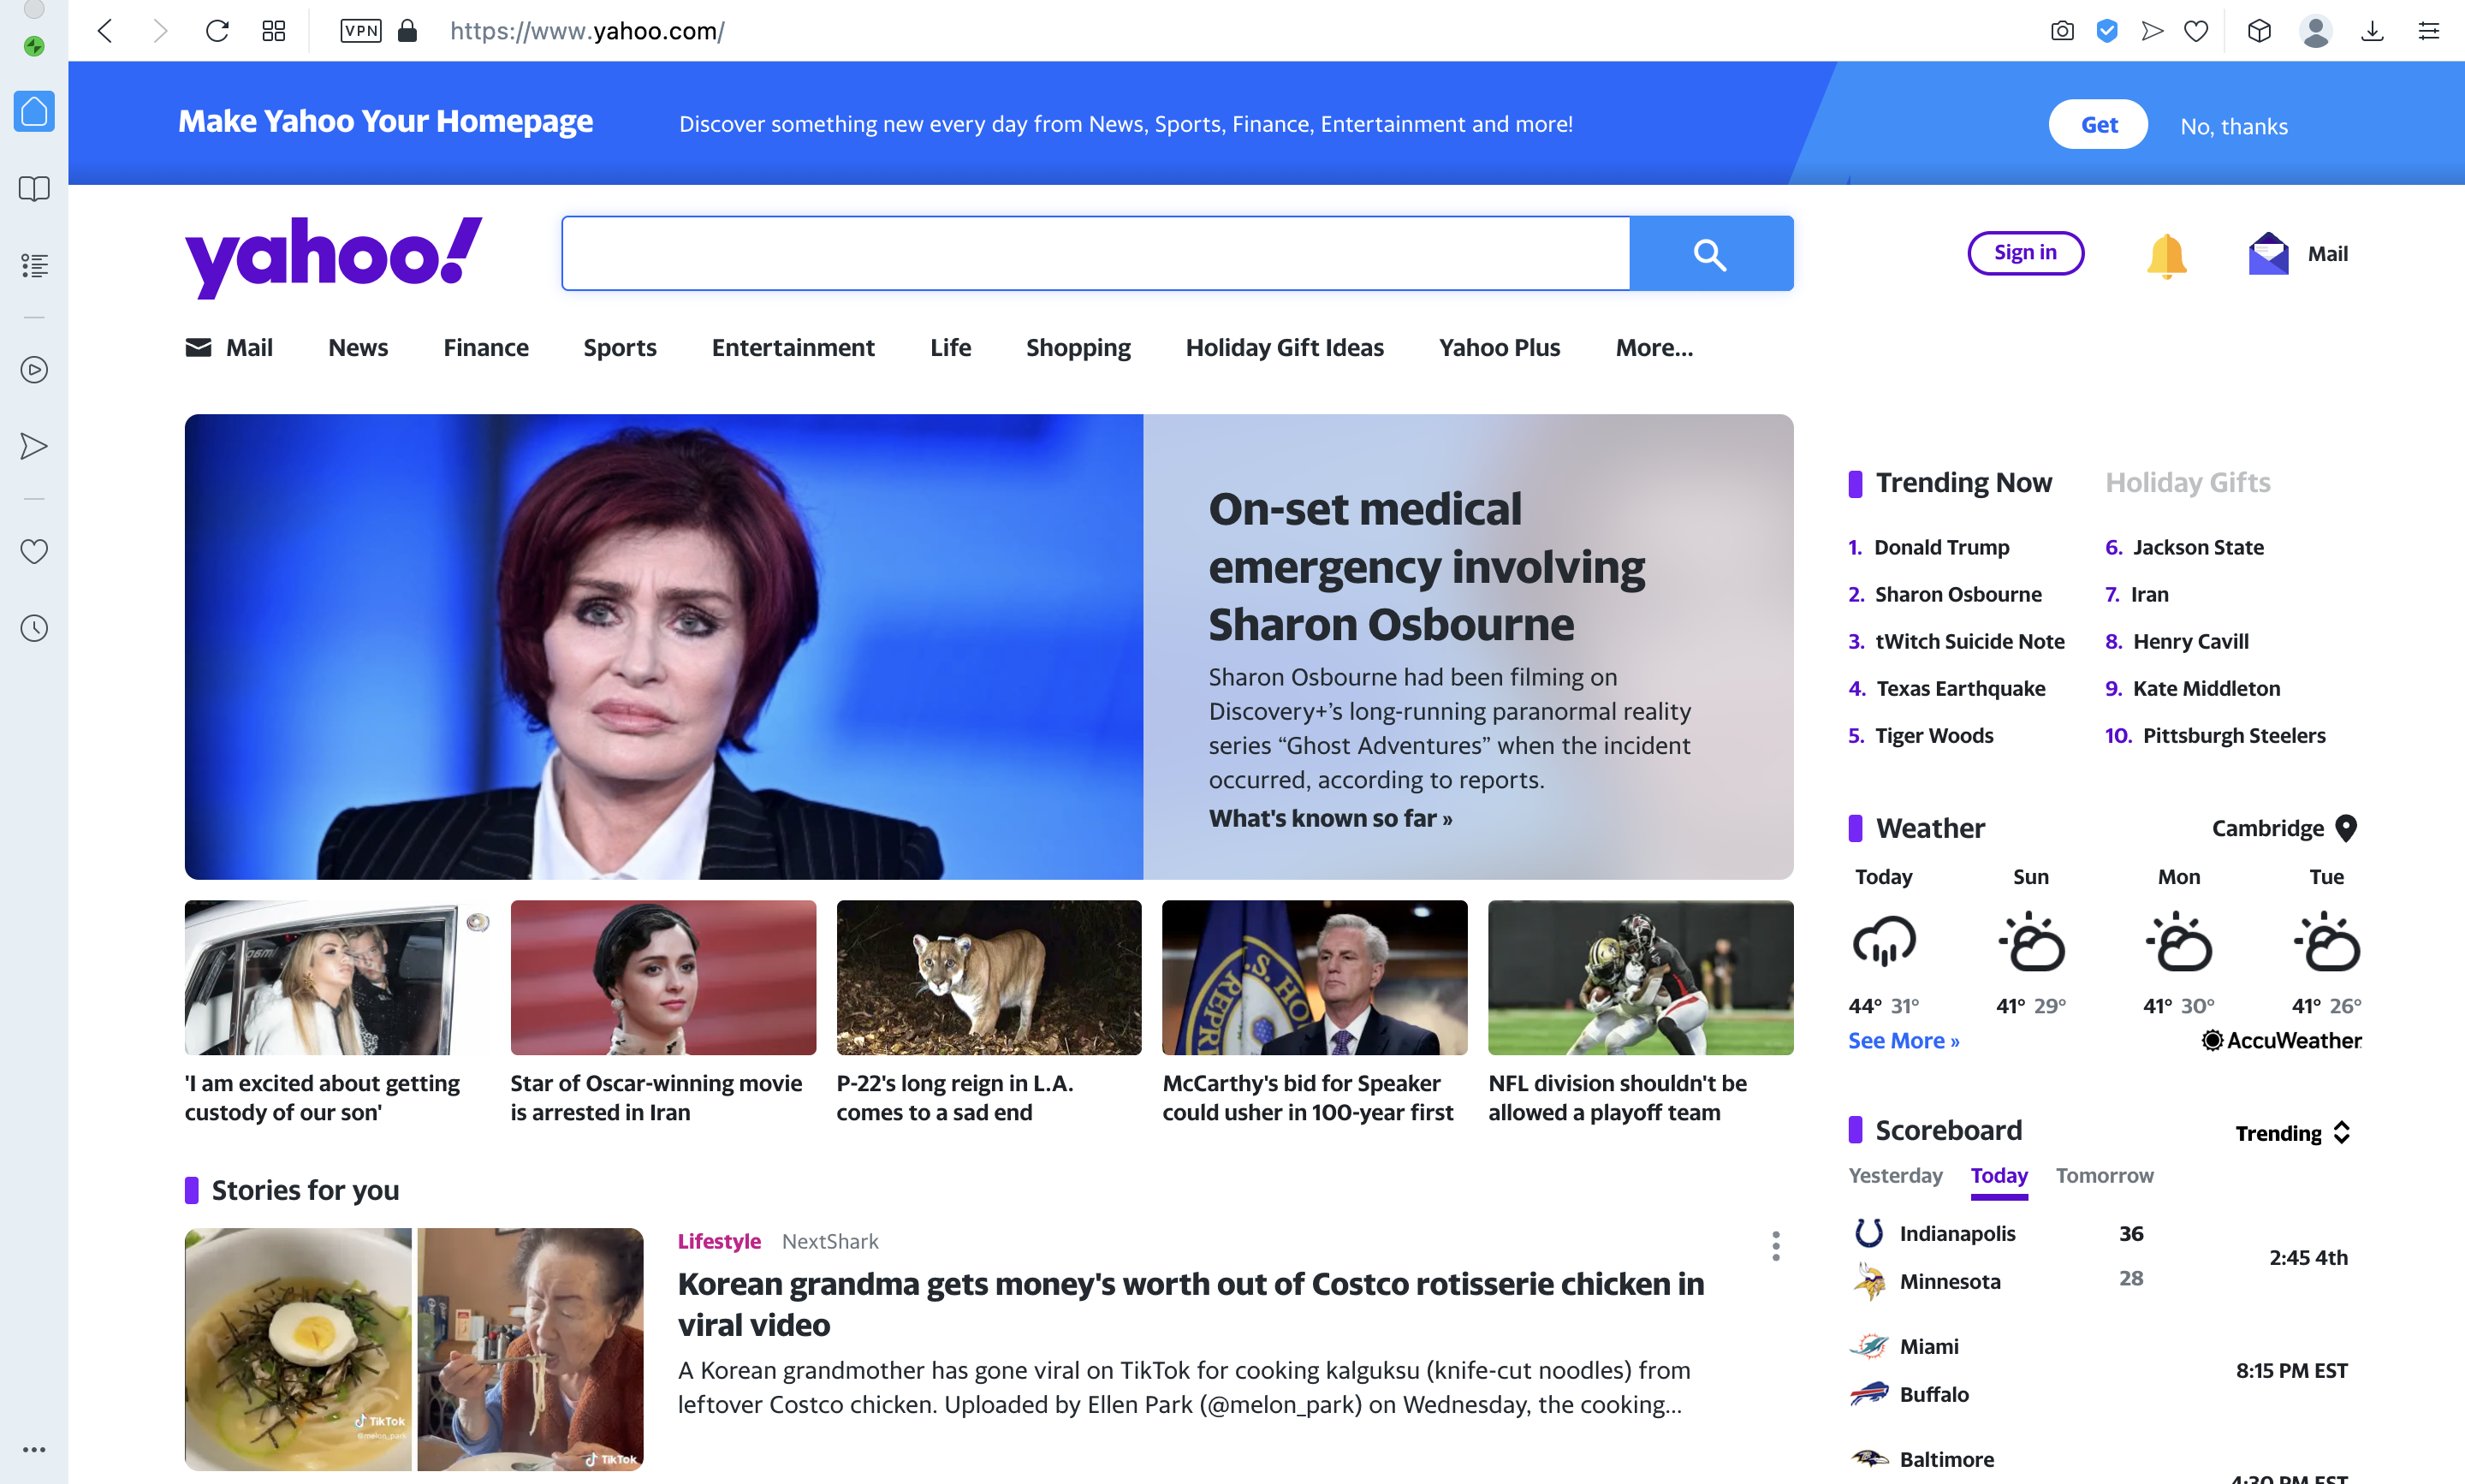 VPN
https://www.yahoo.com/
Make Yahoo Your Homepage
Discover something new every day from News, Sports, Finance, Entertainment and more!
Get
No, thanks
yahoo!
Sign in
Mail
Mail
News
Finance
Sports
Entertainment
Life
Shopping
Holiday Gift Ideas
Yahoo Plus
More...
On-set medical
emergency involving
Sharon Osbourne
Sharon Osbourne had been filming on
Discovery+’s long-running paranormal reality
series “Ghost Adventures” when the incident
occurred, according to reports.
What's known so far »
'I am excited about getting
custody of our son'
Star of Oscar-winning movie
is arrested in Iran
P-22's long reign in L.A.
comes to a sad end
McCarthy's bid for Speaker
could usher in 100-year first
NFL division shouldn't be
allowed a playoff team
Stories for you
Lifestyle NextShark
Korean grandma gets money's worth out of Costco rotisserie chicken in
viral video
A Korean grandmother has gone viral on TikTok for cooking kalguksu (knife-cut noodles) from
leftover Costco chicken. Uploaded by Ellen Park (@melon_park) on Wednesday, the cooking...
TikTok
@melon_park
TikTok
Trending Now
Holiday Gifts
1. Donald Trump
2. Sharon Osbourne
3. tWitch Suicide Note
4. Texas Earthquake
5. Tiger Woods
6. Jackson State
7. Iran
8. Henry Cavill
9. Kate Middleton
10. Pittsburgh Steelers
Weather
Cambridge
Today
Sun
Mon
Tue
44° 31°
41° 29°
41° 30°
41° 26°
See More »
AccuWeather
Scoreboard
Trending
Yesterday
Today
Tomorrow
Indianapolis 36
Minnesota 28
2:45 4th
Miami
Buffalo
8:15 PM EST
Baltimore
4:30 PM EST